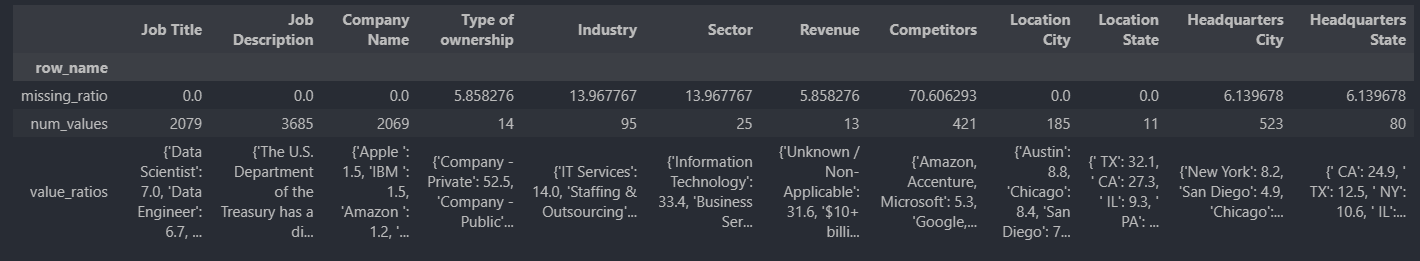 Job Title Job Description Company Name Type of ownership Industry Sector Revenue Competitors Location City Location State Headquarters City Headquarters State
row_name
missing_ratio 0.0 0.0 0.0 5.858276 13.967767 13.967767 5.858276 70.606293 0.0 0.0 6.139678 6.139678
num_values 2079 3685 2069 14 95 25 13 421 185 11 523 80
value_ratios {'Data Scientist': 7.0, 'Data Engineer': 6.7, ... {'The U.S. Department of the Treasury has a di... {'Apple ': 1.5, 'IBM ': 1.5, 'Amazon ': 1.2, '... {'Company - Private': 52.5, 'Company - Public'... {'IT Services': 14.0, 'Staffing & Outsourcing'... {'Information Technology': 33.4, 'Business Ser... {'Unknown / Non-Applicable': 31.6, '$10+ billi... {'Amazon, Accenture, Microsoft': 5.3, 'Google,... {'Austin': 8.8, 'Chicago': 8.4, 'San Diego': 7... {' TX': 32.1, ' CA': 27.3, ' IL': 9.3, ' PA': ... {'New York': 8.2, 'San Diego': 4.9, 'Chicago':... {' CA': 24.9, ' TX': 12.5, ' NY': 10.6, ' IL':...